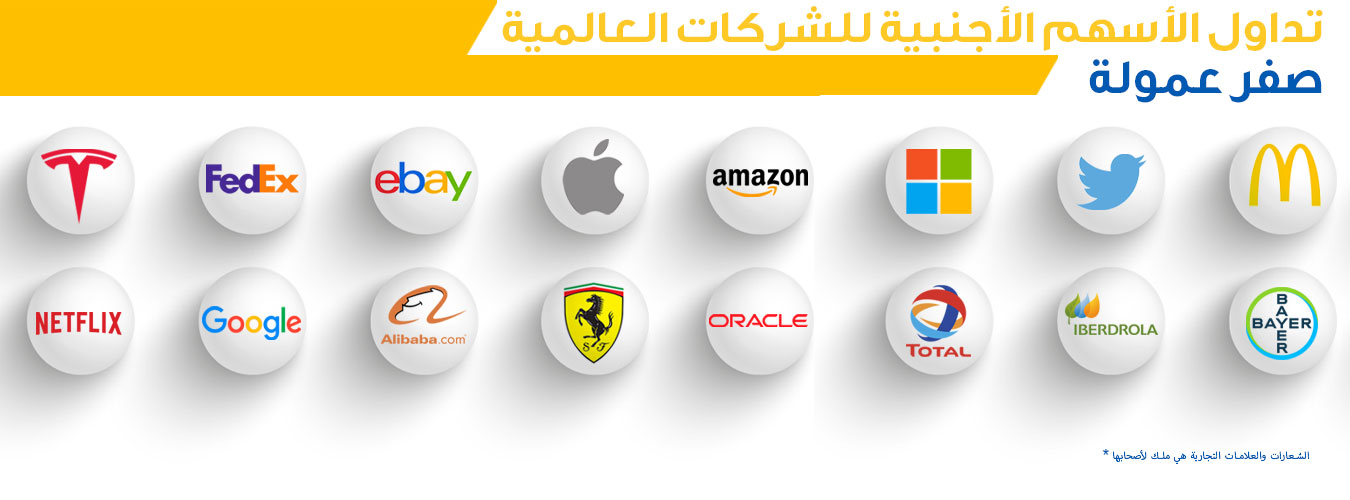 تداول الأسهم الأجنبية للشركات العالمية
صفر عمولة
FedEx
ebay
amazon
NETFLIX
Google
Alibaba.com
S F
ORACLE
TOTAL
IBERDROLA
BAYER
BAYER
الشعارات والعلامات التجارية هي ملك لأصحابها *